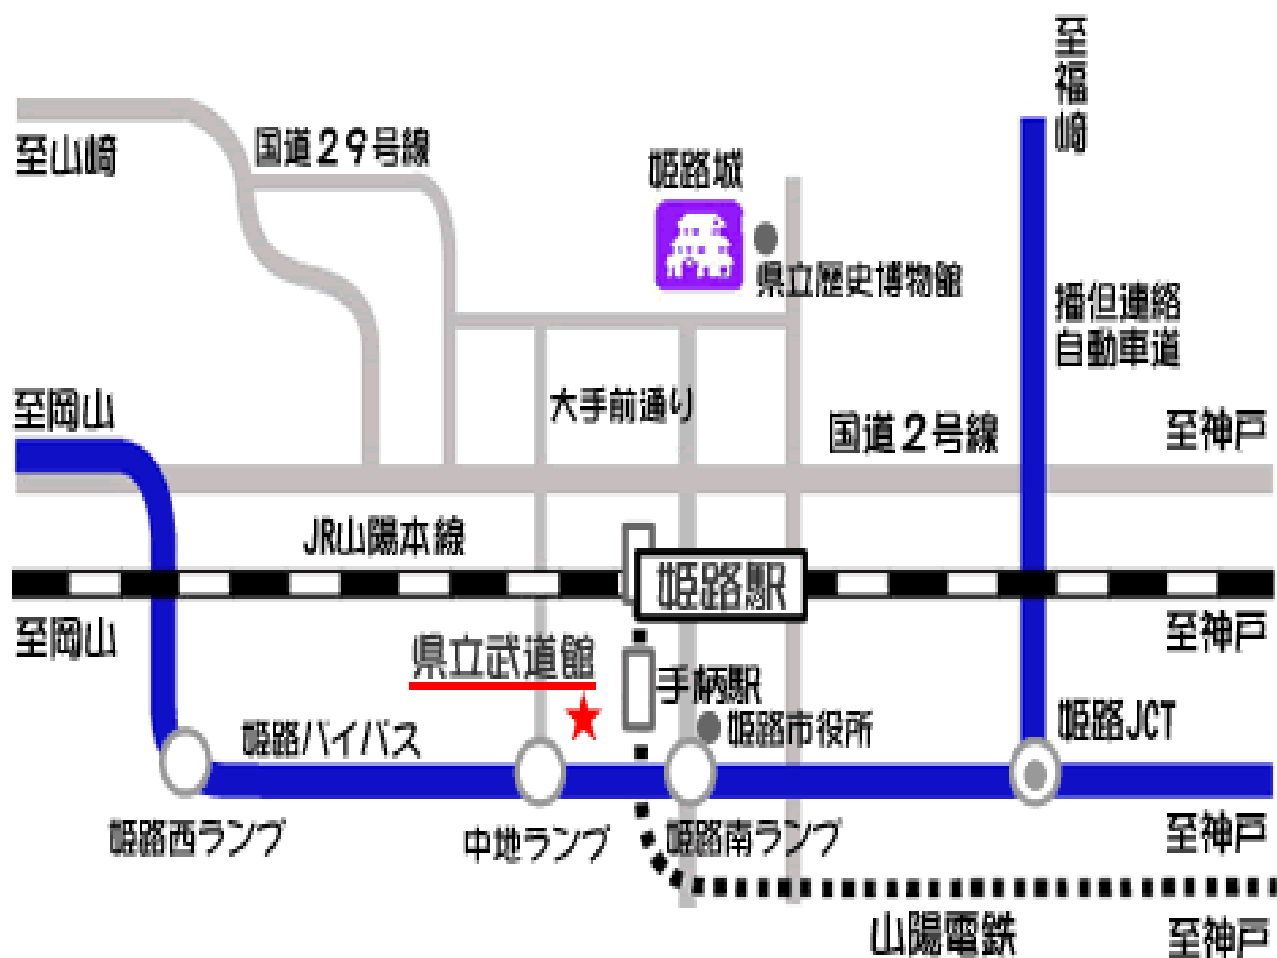 至福崎
至山崎
国道29号線
姫路城
県立歴史博物館
播但連絡
自動車道
至岡山
大手前通り
国道2号線
至神戸
JR山陽本線
姫路駅
至岡山
至神戸
県立武道館
手柄駅
姫路市役所
姫路JCT
姫路バイパス
姫路西ランプ
中地ランプ
姫路南ランプ
至神戸
山陽電鉄
至神戸